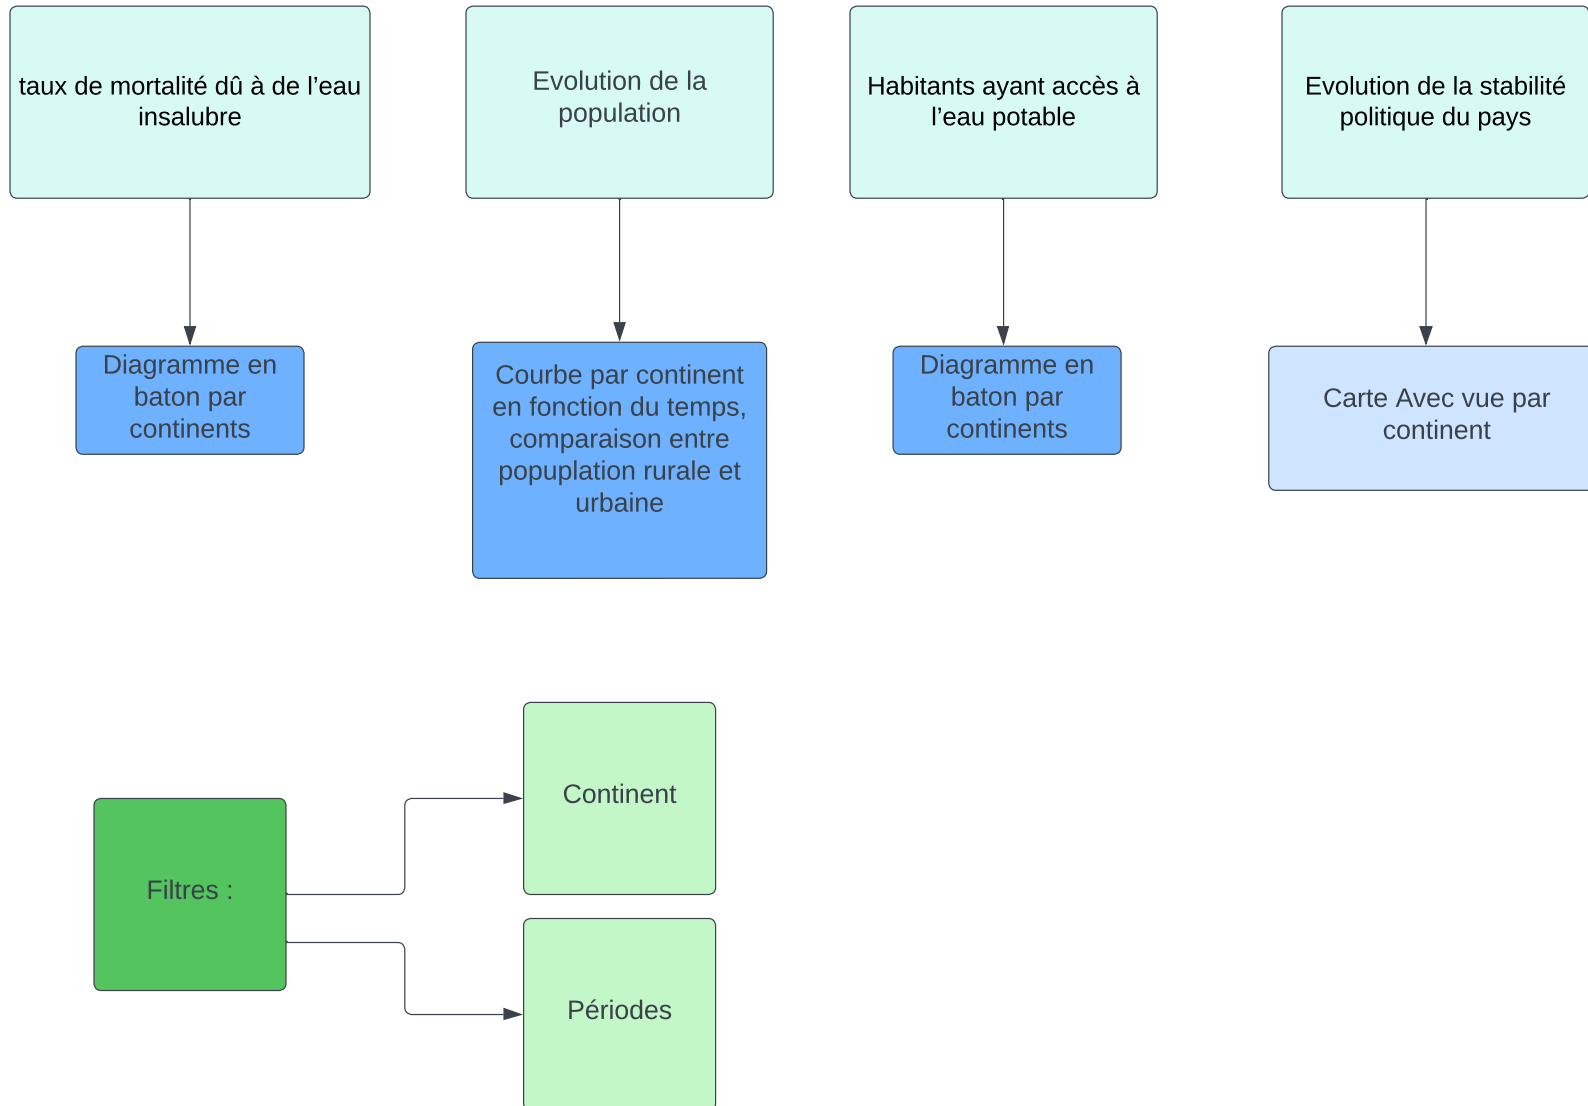 taux de mortalité dû à de l’eau
insalubre
Evolution de la
population
Habitants ayant accès à
l’eau potable
Evolution de la stabilité
politique du pays
Diagramme en
baton par
continents
Courbe par continent
en fonction du temps,
comparaison entre
popuplation rurale et
urbaine
Diagramme en
baton par
continents
Carte Avec vue par
continent
Filtres :
Continent
Périodes